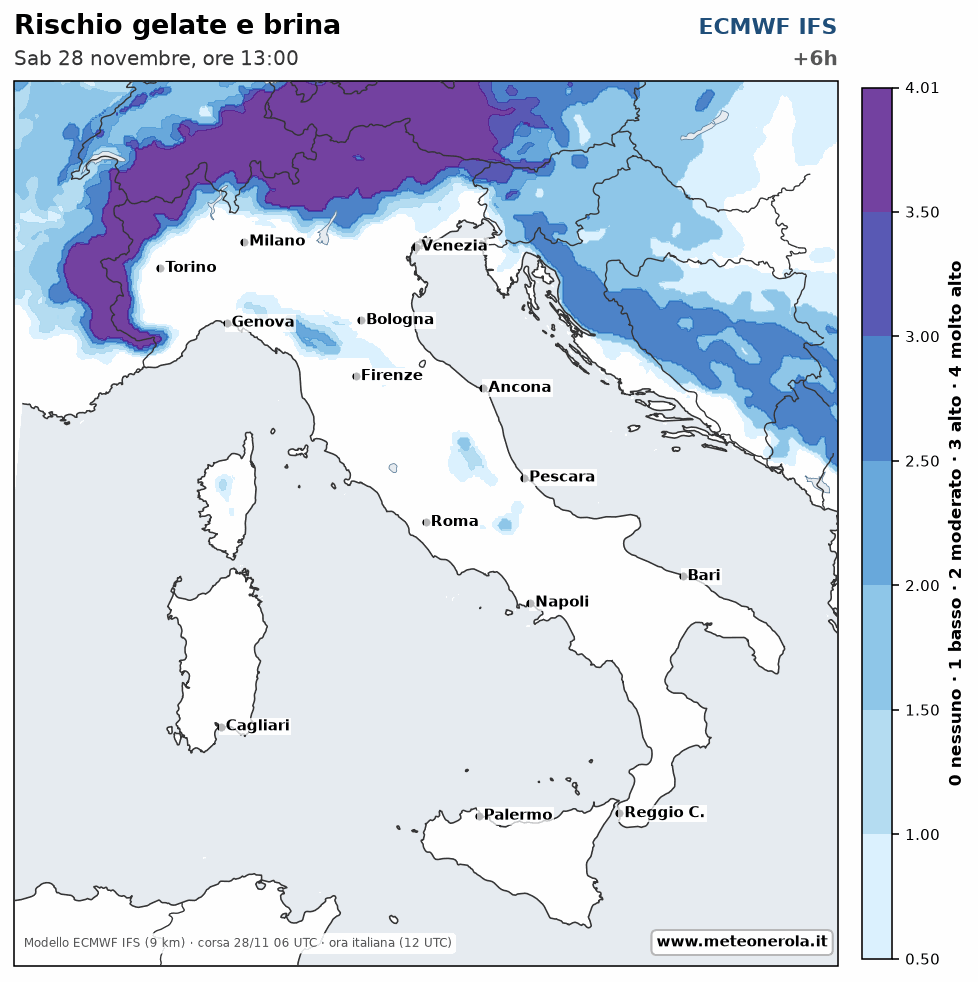 Rischio gelate e brina
ECMWF IFS
Sab 28 novembre, ore 13:00
+6h
4.01
3.50
3.00
2.50
2.00
1.50
1.00
0.50
0 nessuno · 1 basso · 2 moderato · 3 alto · 4 molto alto
Milano
Venezia
Torino
Genova
Bologna
Firenze
Ancona
Pescara
Roma
Bari
Napoli
Cagliari
Palermo
Reggio C.
Modello ECMWF IFS (9 km) · corsa 28/11 06 UTC · ora italiana (12 UTC)
www.meteonerola.it